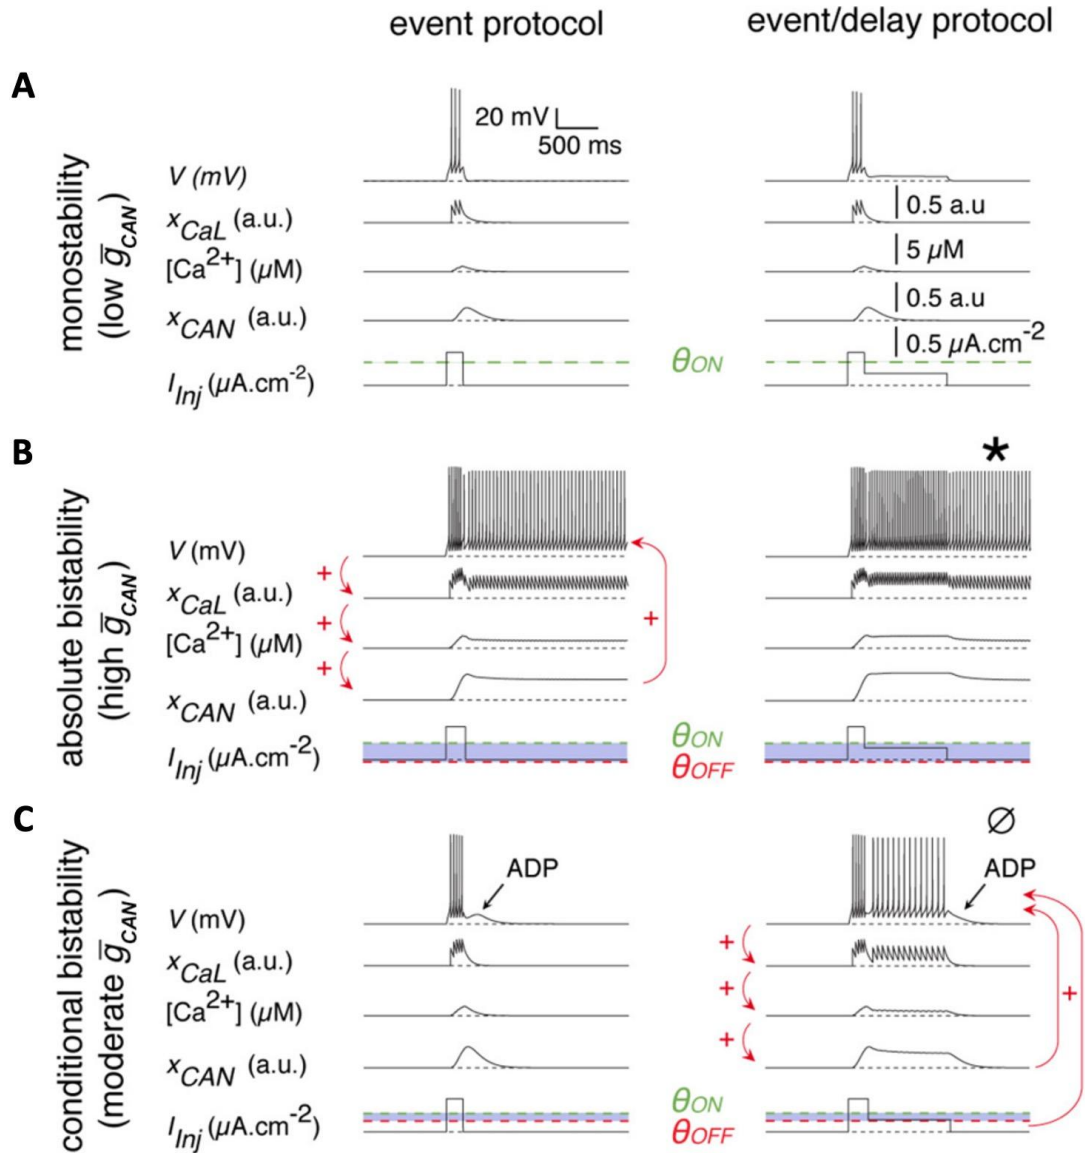 event protocol event/delay protocol
A
monostability
(low g̅CAN)
20 mV
500 ms
V (mV)
xCaL (a.u.) 0.5 a.u
[Ca2+] (µM) 5 µM
xCAN (a.u.) 0.5 a.u
0.5 µA.cm-2
θON
IInj (µA.cm-2)
B *
absolute bistability
(high g̅CAN)
V (mV)
+ xCaL (a.u.)
+ [Ca2+] (µM) +
+ xCAN (a.u.)
θON
IInj (µA.cm-2) θOFF
C ∅
conditional bistability
(moderate g̅CAN)
ADP ADP
V (mV)
xCaL (a.u.) +
[Ca2+] (µM) + +
xCAN (a.u.) +
θON
IInj (µA.cm-2) θOFF